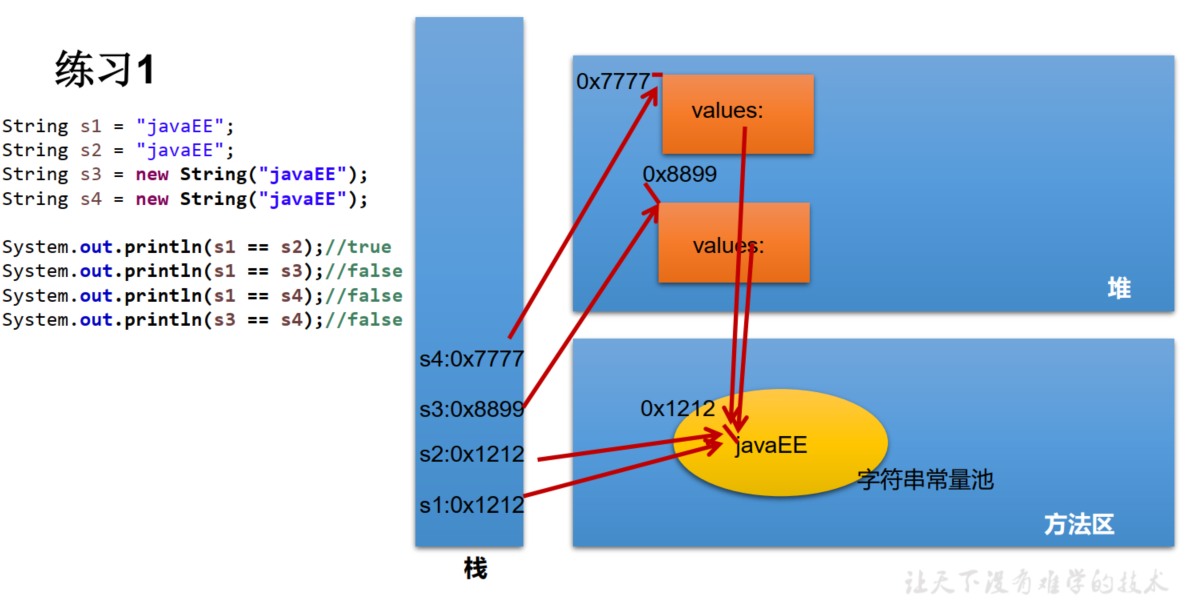 练习1
String s1 = "javaEE";
String s2 = "javaEE";
String s3 = new String("javaEE");
String s4 = new String("javaEE");
System.out.println(s1 == s2);//true
System.out.println(s1 == s3);//false
System.out.println(s1 == s4);//false
System.out.println(s3 == s4);//false
s4:0x7777
s3:0x8899
s2:0x1212
s1:0x1212
栈
0x7777
values:
0x8899
values:
堆
0x1212
javaEE
字符串常量池
方法区
让天下没有难学的技术